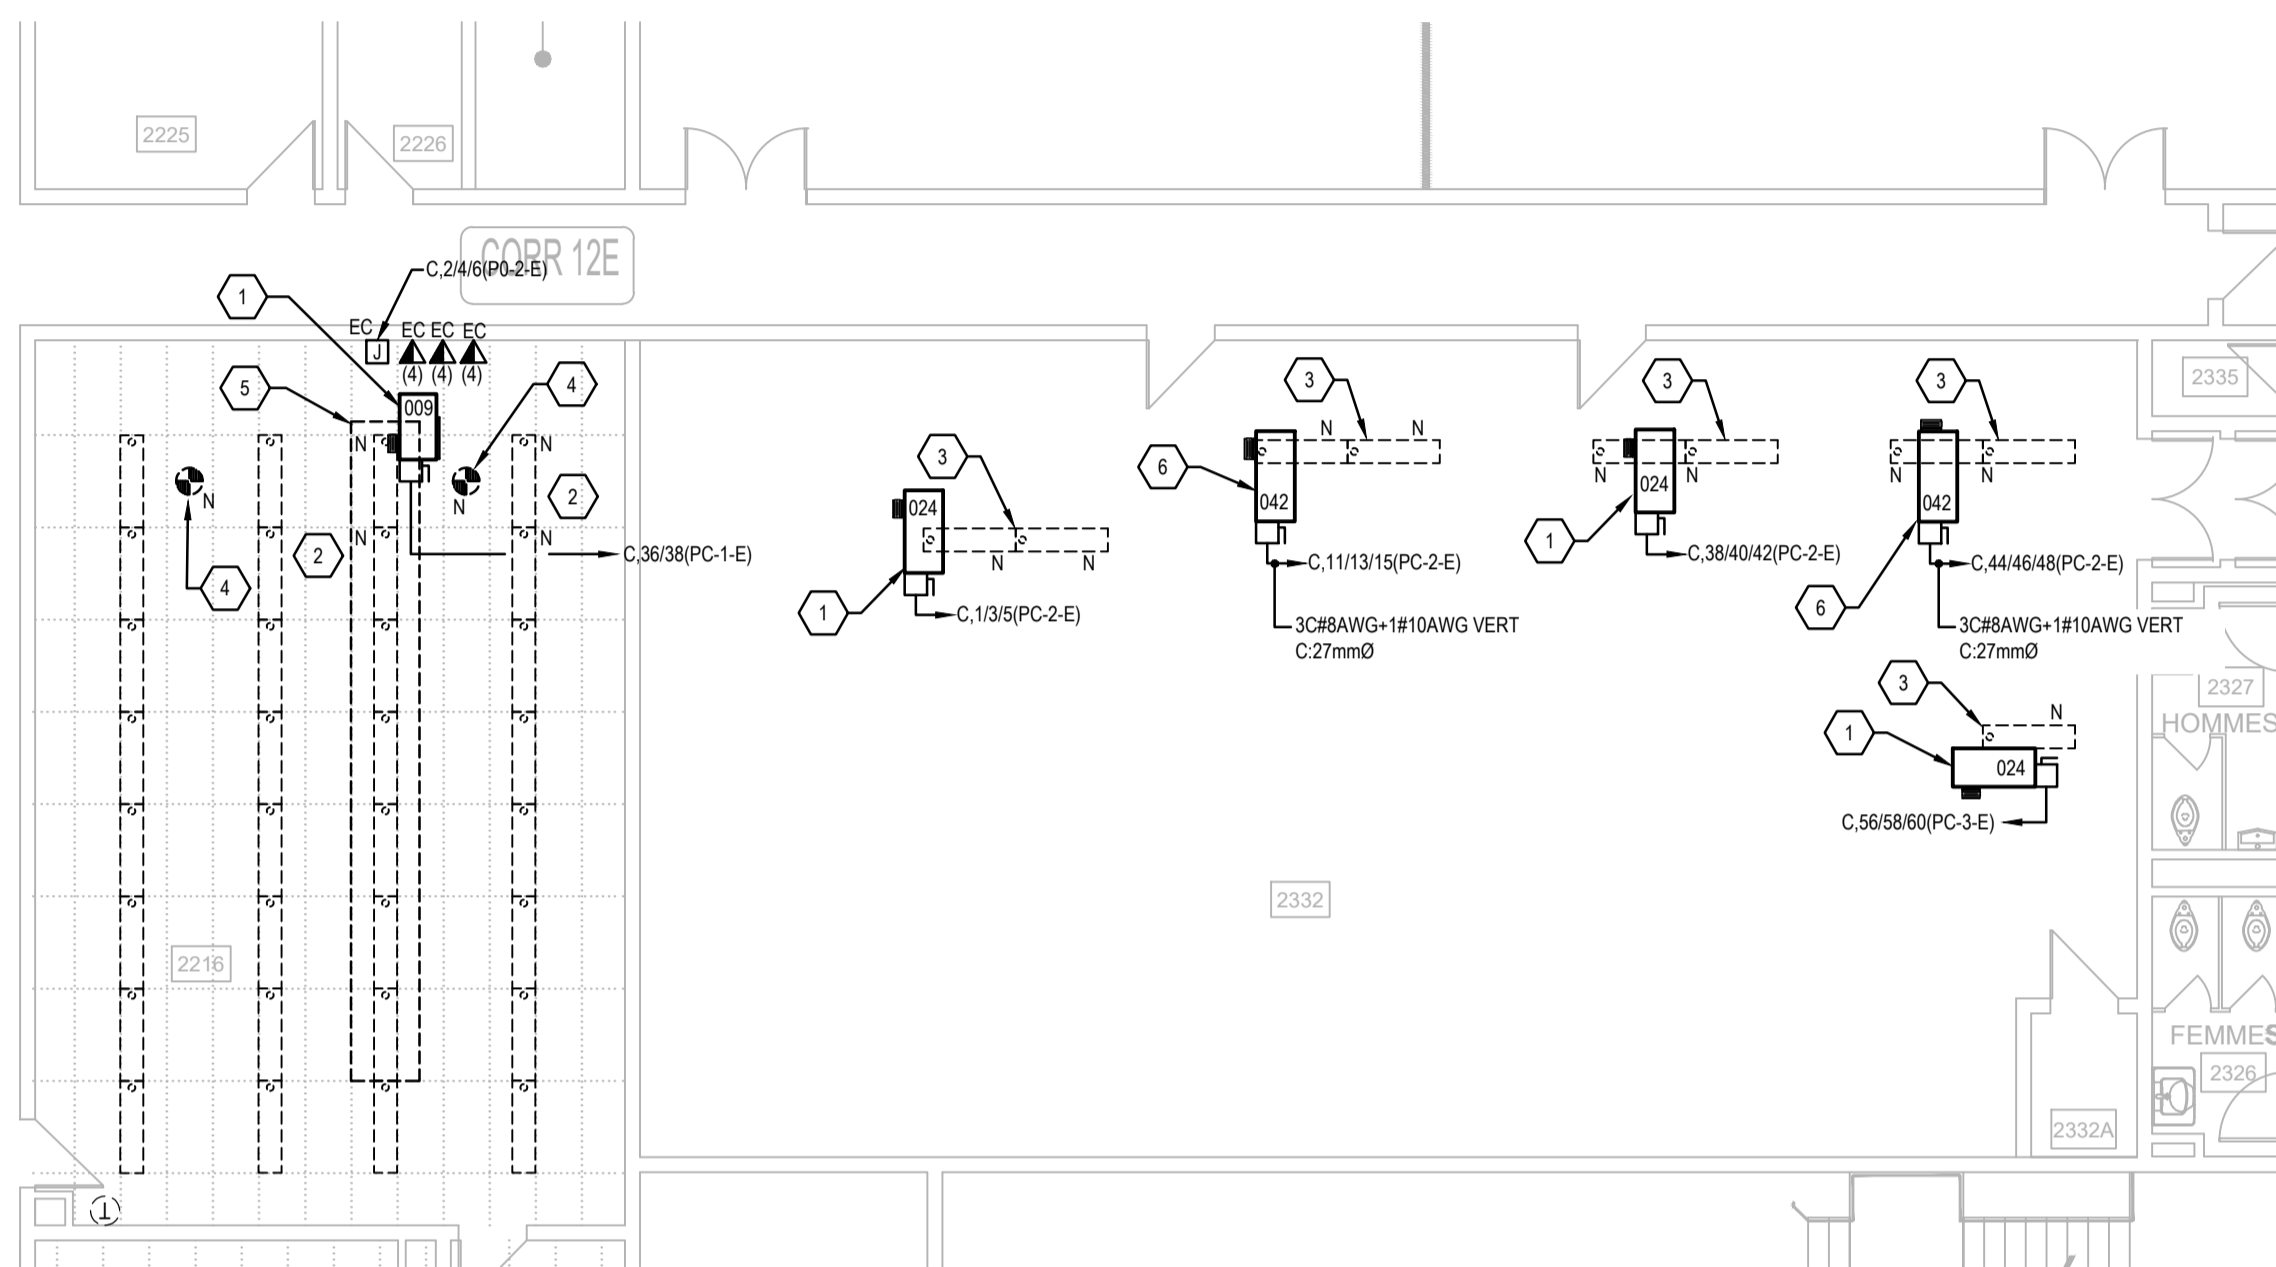 2225
2226
CORR 12E
C,2/4/6(P0-2-E)
1
EC
EC EC EC
J
(4) (4) (4)
5
4
009
N
N
N
N
2
N
N
2
4
C,36/38(PC-1-E)
3
024
N
N
1
C,1/3/5(PC-2-E)
3
N
N
6
042
C,11/13/15(PC-2-E)
3C#8AWG+1#10AWG VERT
C:27mmØ
3
N
N
024
1
C,38/40/42(PC-2-E)
3
N
N
042
6
C,44/46/48(PC-2-E)
3C#8AWG+1#10AWG VERT
C:27mmØ
3
N
1
024
C,56/58/60(PC-3-E)
2335
2327
HOMMES
2332
2216
FEMMES
2326
2332A
T